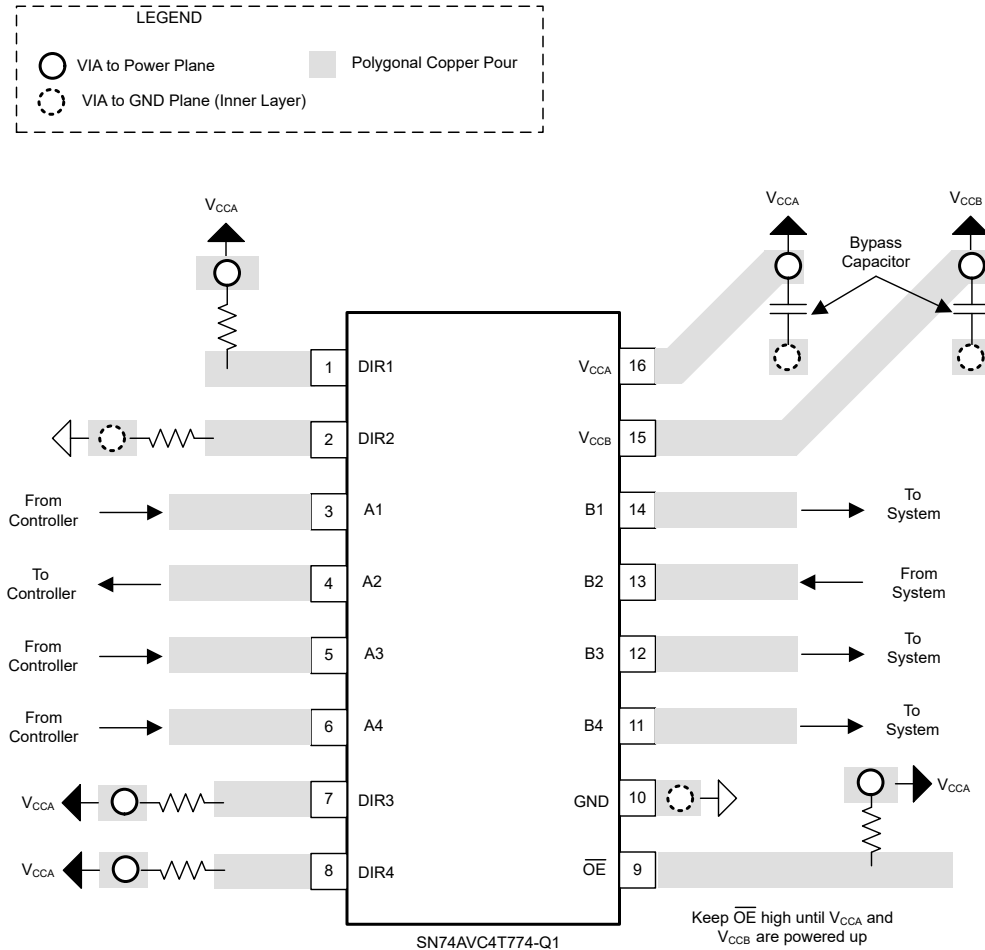 LEGEND
VIA to Power Plane
Polygonal Copper Pour
VIA to GND Plane (Inner Layer)
VCCA
VCCA
VCCB
Bypass
Capacitor
1 DIR1
VCCA 16
2 DIR2
VCCB 15
From
Controller
3 A1
B1 14
To
System
To
Controller
4 A2
B2 13
From
System
From
Controller
5 A3
B3 12
To
System
From
Controller
6 A4
B4 11
To
System
VCCA
7 DIR3
GND 10
VCCA
VCCA
8 DIR4
O̅E̅ 9
Keep O̅E̅ high until VCCA and
VCCB are powered up
SN74AVC4T774-Q1